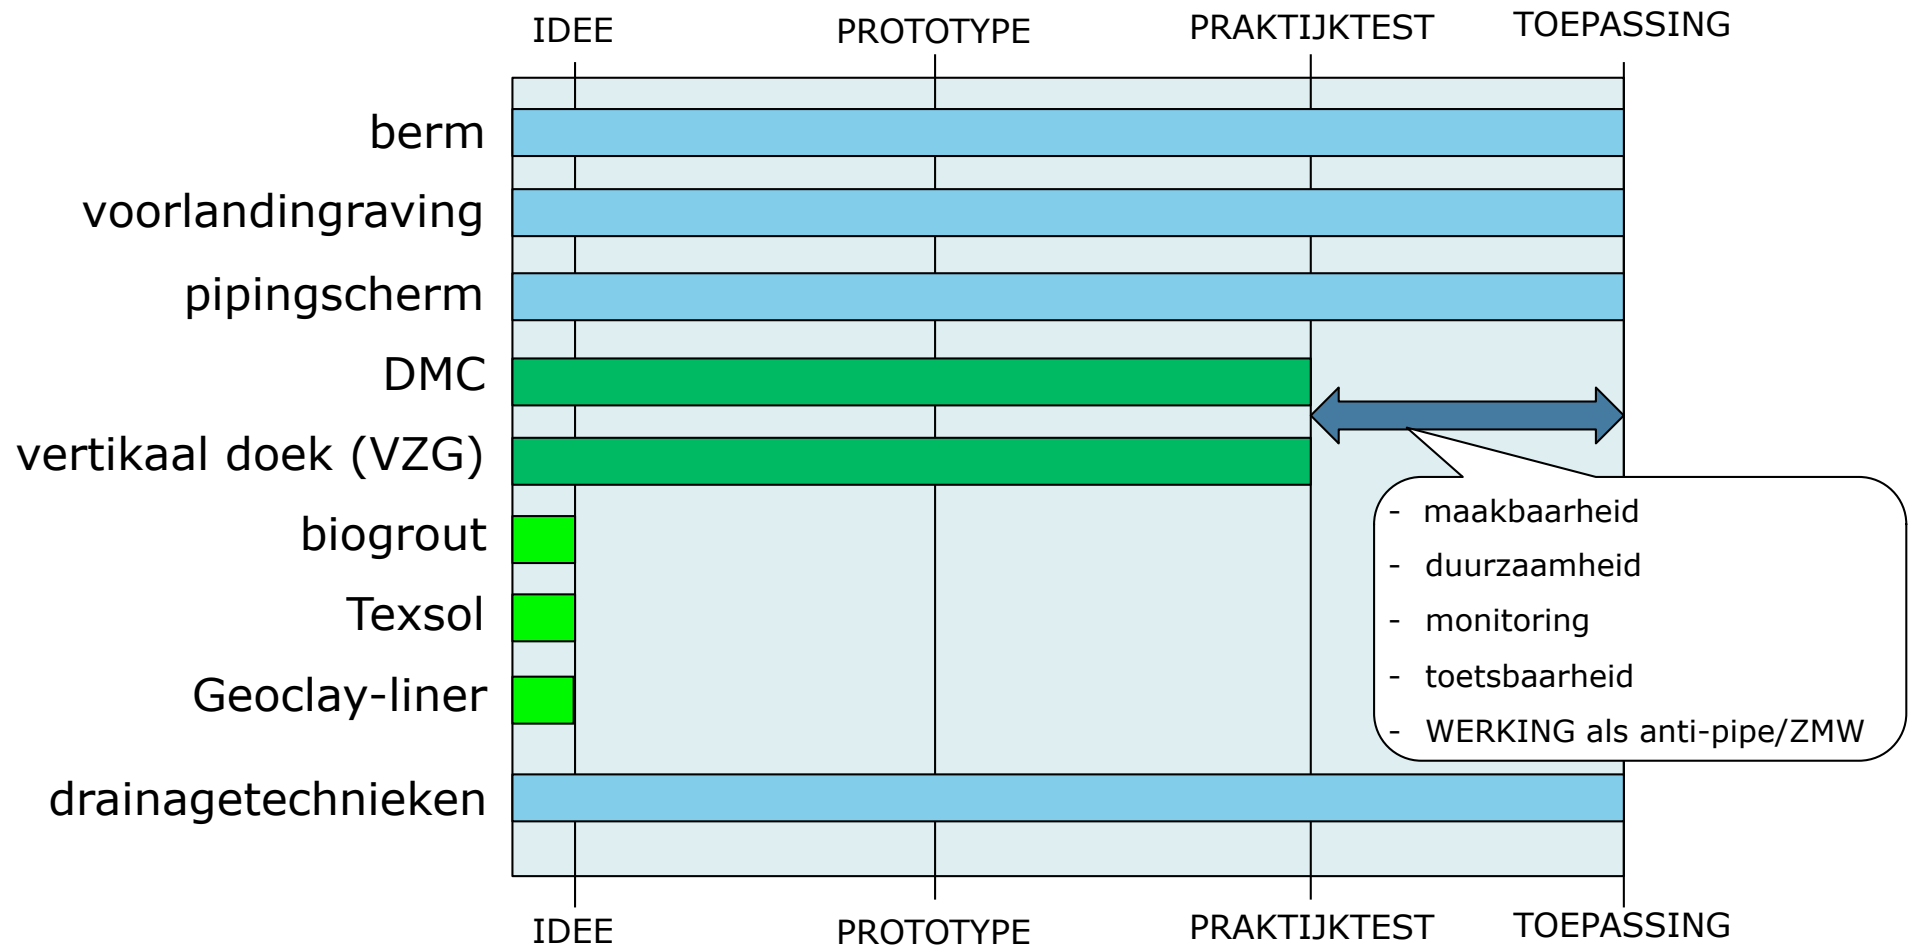 IDEE
PROTOTYPE
PRAKTIJKTEST
TOEPASSING
berm
voorlandingraving
pipingscherm
DMC
vertikaal doek (VZG)
biogrout
Texsol
Geoclay-liner
drainagetechnieken
- maakbaarheid
- duurzaamheid
- monitoring
- toetsbaarheid
- WERKING als anti-pipe/ZMW
IDEE
PROTOTYPE
PRAKTIJKTEST
TOEPASSING